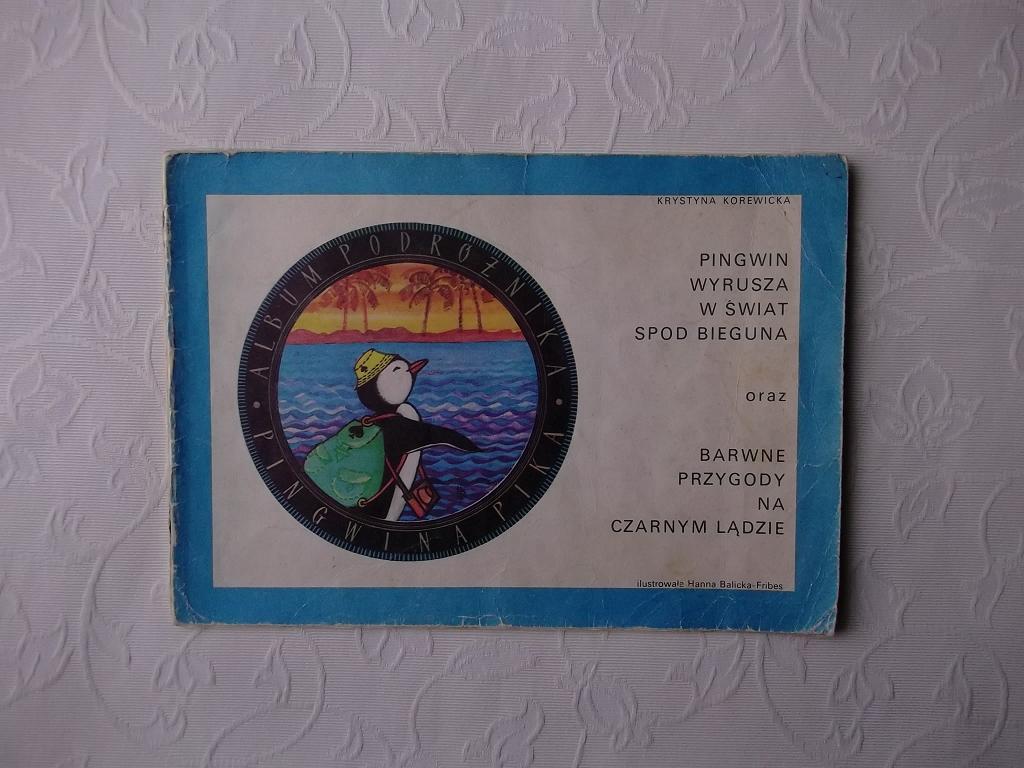 KRYSTYNA KOREWICKA
PINGWIN
WYRUSZA
W ŚWIAT
SPOD BIEGUNA
oraz
BARWNE
PRZYGODY
NA
CZARNYM LĄDZIE
ilustrowała Hanna Balicka-Fribes
ALBUM PODRÓŻNIKA
PINGWINA PIKA